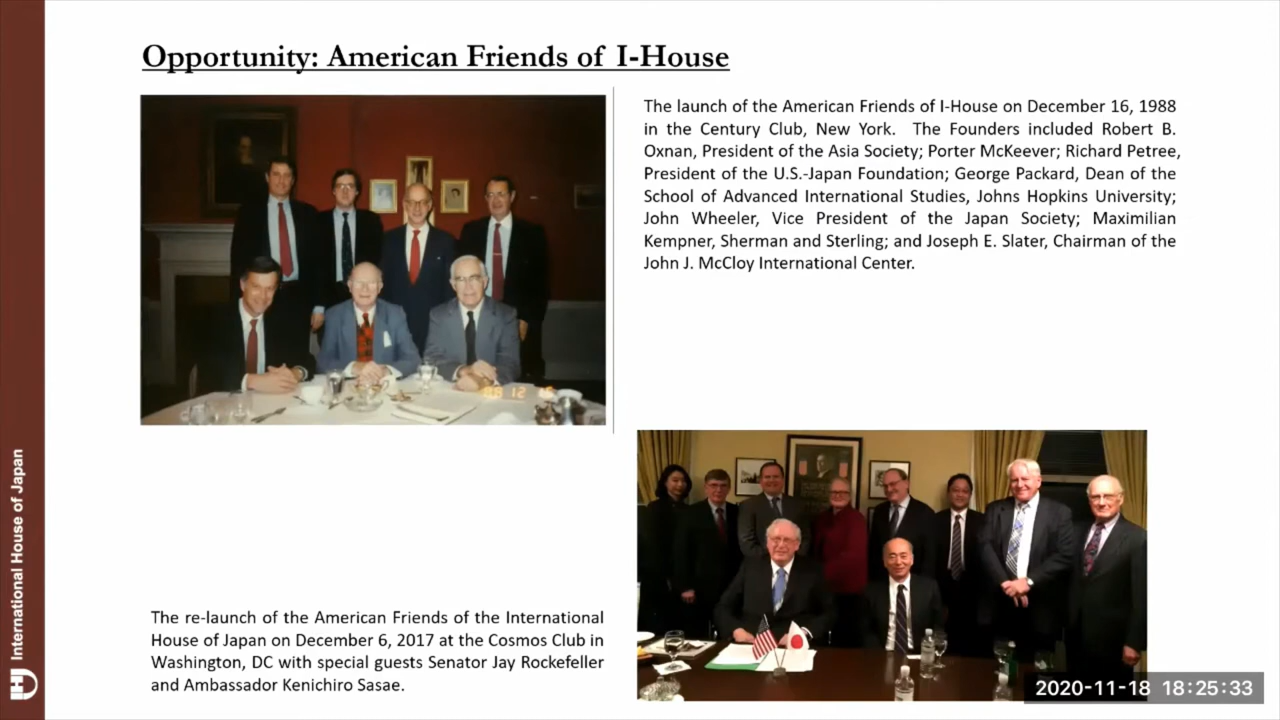 Opportunity: American Friends of I-House
The launch of the American Friends of I-House on December 16, 1988
in the Century Club, New York. The Founders included Robert B.
Oxnan, President of the Asia Society; Porter McKeever; Richard Petree,
President of the U.S.-Japan Foundation; George Packard, Dean of the
School of Advanced International Studies, Johns Hopkins University;
John Wheeler, Vice President of the Japan Society; Maximilian
Kempner, Sherman and Sterling; and Joseph E. Slater, Chairman of the
John J. McCloy International Center.
The re-launch of the American Friends of the International
House of Japan on December 6, 2017 at the Cosmos Club in
Washington, DC with special guests Senator Jay Rockefeller
and Ambassador Kenichiro Sasae.
International House of Japan
2020-11-18 18:25:33